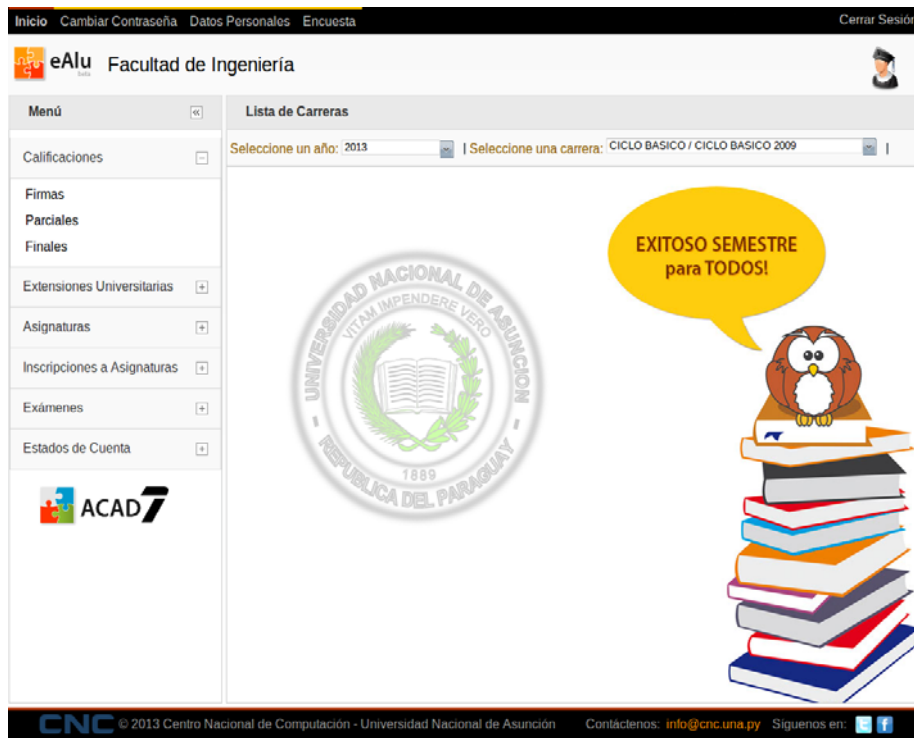 Inicio Cambiar Contraseña Datos Personales Encuesta Cerrar Sesión
eAlu beta Facultad de Ingeniería
Menú
Lista de Carreras
Seleccione un año: 2013 | Seleccione una carrera: CICLO BASICO / CICLO BASICO 2009 |
Calificaciones
Firmas
Parciales
Finales
Extensiones Universitarias
Asignaturas
Inscripciones a Asignaturas
Exámenes
Estados de Cuenta
ACAD7
EXITOSO SEMESTRE
para TODOS!
UNIVERSIDAD NACIONAL DE ASUNCION
VITAM IMPENDERE VERO
1889
- REPUBLICA DEL PARAGUAY -
CNC © 2013 Centro Nacional de Computación - Universidad Nacional de Asunción Contáctenos: info@cnc.una.py Síguenos en: